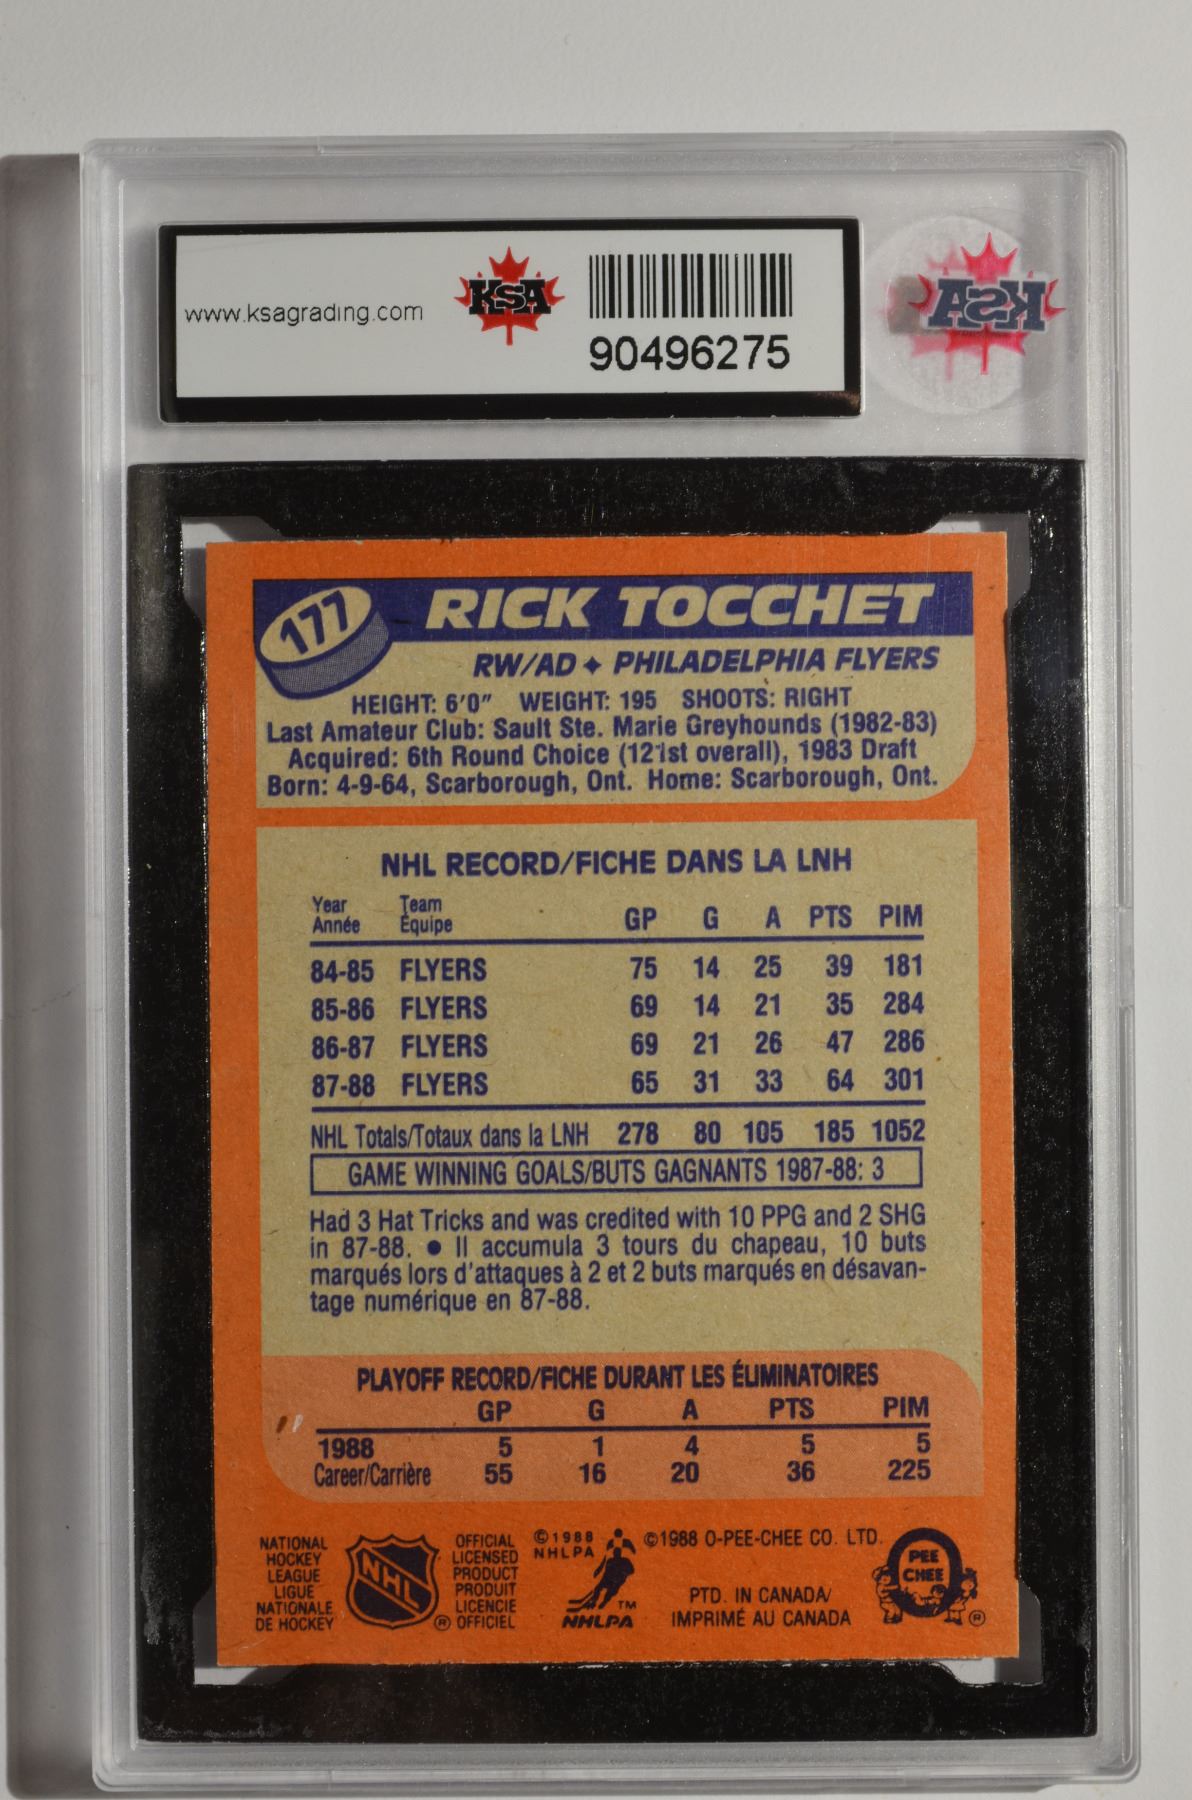 www.ksagrading.com
KSA
90496275
KSA
177
RICK TOCCHET
RW/AD ✦ PHILADELPHIA FLYERS
HEIGHT: 6'0" WEIGHT: 195 SHOOTS: RIGHT
Last Amateur Club: Sault Ste. Marie Greyhounds (1982-83)
Acquired: 6th Round Choice (121st overall), 1983 Draft
Born: 4-9-64, Scarborough, Ont. Home: Scarborough, Ont.
NHL RECORD/FICHE DANS LA LNH
Year Team
Année Équipe GP G A PTS PIM
84-85 FLYERS 75 14 25 39 181
85-86 FLYERS 69 14 21 35 284
86-87 FLYERS 69 21 26 47 286
87-88 FLYERS 65 31 33 64 301
NHL Totals/Totaux dans la LNH 278 80 105 185 1052
GAME WINNING GOALS/BUTS GAGNANTS 1987-88: 3
Had 3 Hat Tricks and was credited with 10 PPG and 2 SHG
in 87-88. ● Il accumula 3 tours du chapeau, 10 buts
marqués lors d'attaques à 2 et 2 buts marqués en désavan-
tage numérique en 87-88.
PLAYOFF RECORD/FICHE DURANT LES ÉLIMINATOIRES
GP G A PTS PIM
1988 5 1 4 5 5
Career/Carrière 55 16 20 36 225
NATIONAL
HOCKEY
LEAGUE
LIGUE
NATIONALE
DE HOCKEY
NHL
®
OFFICIAL
LICENSED
PRODUCT
PRODUIT
LICENCIE
OFFICIEL
©1988
NHLPA
™
NHLPA
©1988 O-PEE-CHEE CO. LTD.
PTD. IN CANADA/
IMPRIMÉ AU CANADA
PEE
CHEE
®